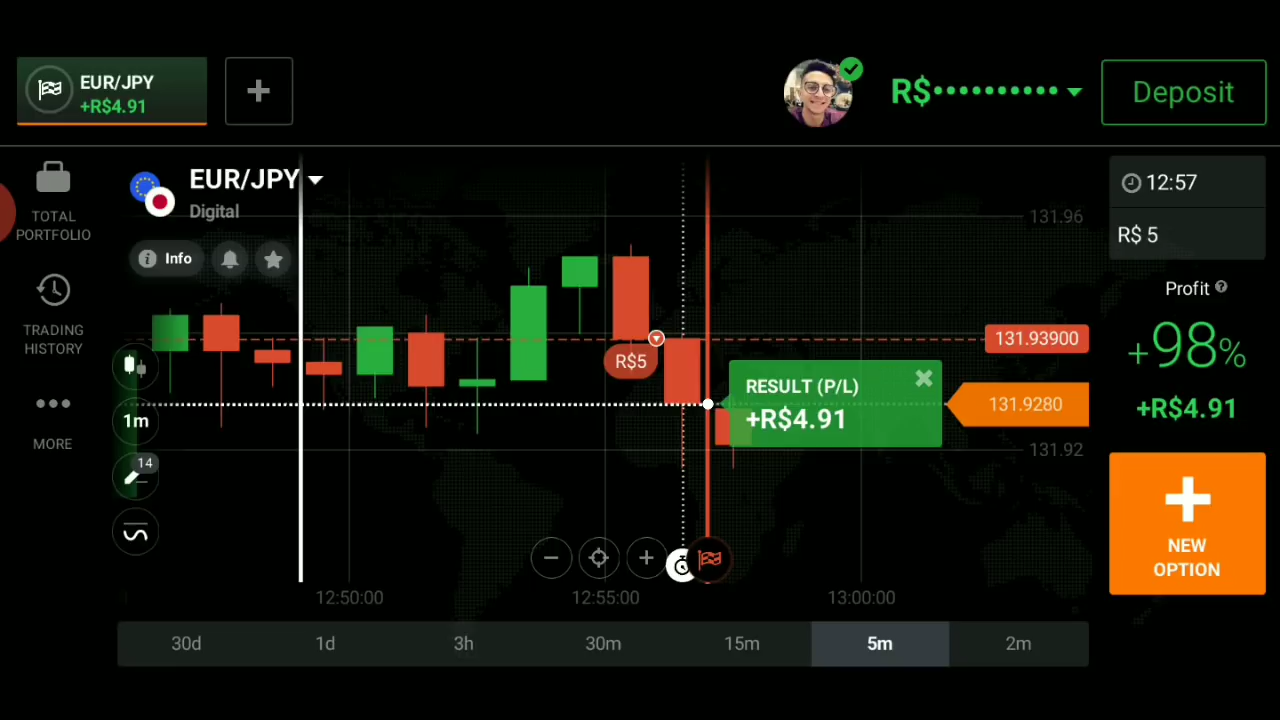 EUR/JPY
+R$4.91
+
R$••••••••••
Deposit
TOTAL
PORTFOLIO
TRADING
HISTORY
MORE
EUR/JPY
Digital
Info
1m
14
131.96
131.93900
R$5
RESULT (P/L)
+R$4.91
131.9280
131.92
12:50:00
12:55:00
13:00:00
30d
1d
3h
30m
15m
5m
2m
12:57
R$ 5
Profit
+98%
+R$4.91
NEW
OPTION